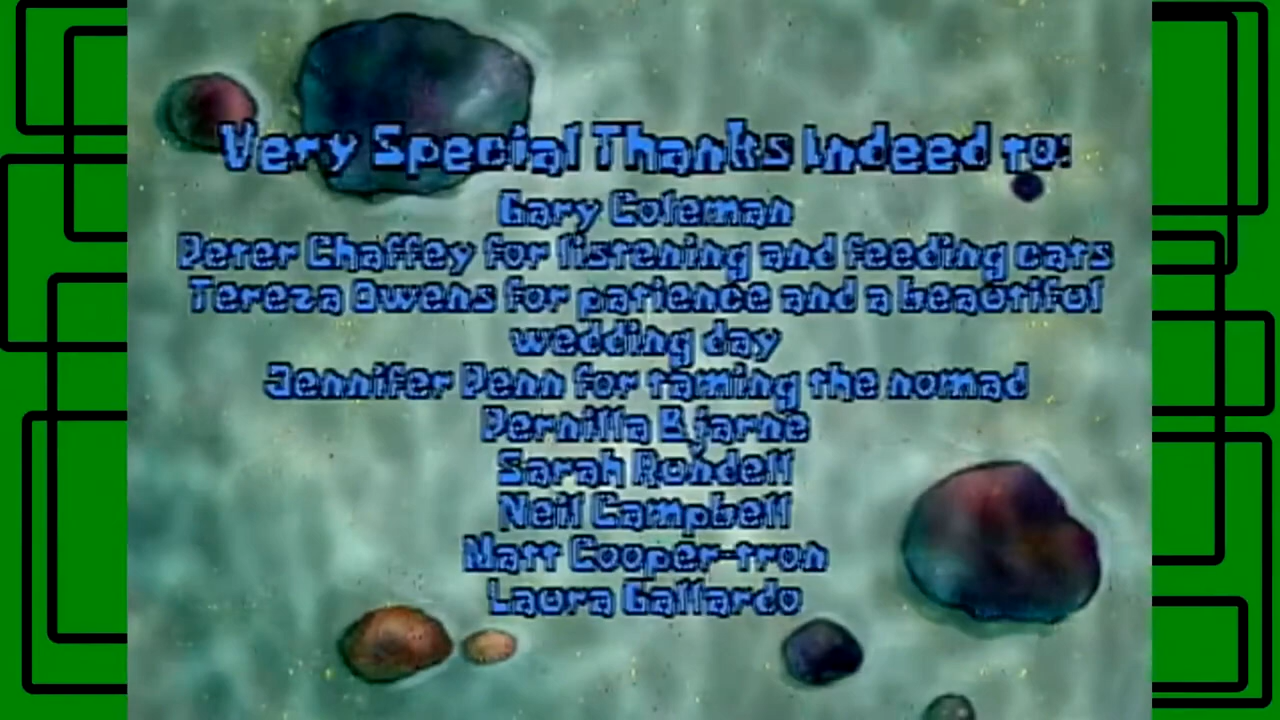 Very Special Thanks Indeed to:
Gary Coleman
Peter Chaffey for listening and feeding cats
Tereza Owens for patience and a beautiful
wedding day
Jennifer Penn for taming the nomad
Pernilla Bjarne
Sarah Rundell
Neil Campbell
Matt Cooper-tron
Laura Gallardo